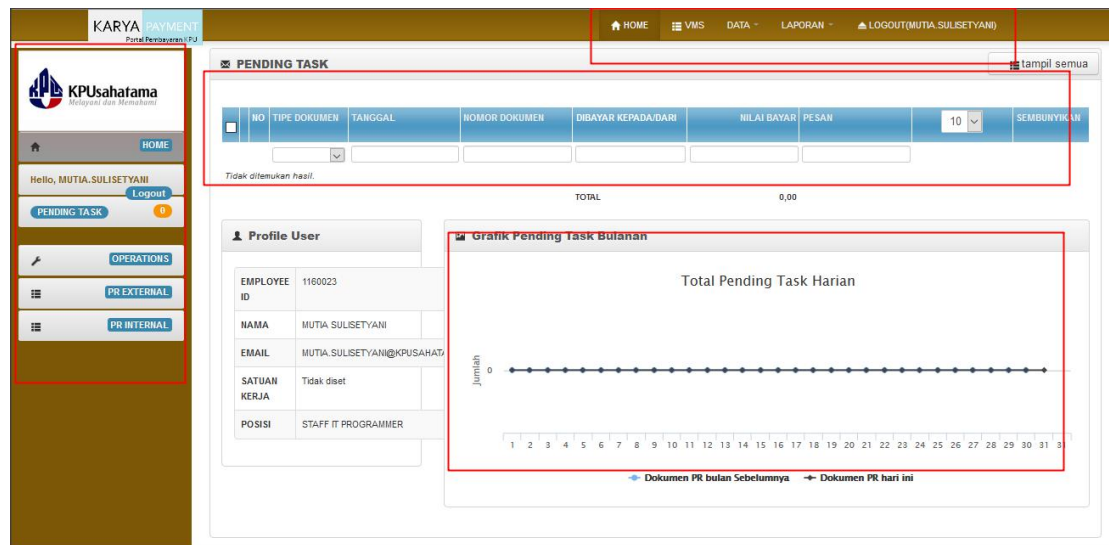 KARYA PAYMENT
Portal Pembayaran KPU
HOME VMS DATA LAPORAN LOGOUT(MUTIA.SULISETYANI)
KPUsahatama
Melayani dan Memahami
HOME
Hello, MUTIA.SULISETYANI
Logout
PENDING TASK 0
OPERATIONS
PR EXTERNAL
PR INTERNAL
PENDING TASK
tampil semua
NO TIPE DOKUMEN TANGGAL NOMOR DOKUMEN DIBAYAR KEPADA/DARI NILAI BAYAR PESAN 10 SEMBUNYIKAN
Tidak ditemukan hasil.
TOTAL 0,00
Profile User
EMPLOYEE ID 1160023
NAMA MUTIA SULISETYANI
EMAIL MUTIA.SULISETYANI@KPUSAHATA
SATUAN KERJA Tidak diset
POSISI STAFF IT PROGRAMMER
Grafik Pending Task Bulanan
Total Pending Task Harian
Jumlah
0
1 2 3 4 5 6 7 8 9 10 11 12 13 14 15 16 17 18 19 20 21 22 23 24 25 26 27 28 29 30 31 31
Dokumen PR bulan Sebelumnya Dokumen PR hari ini